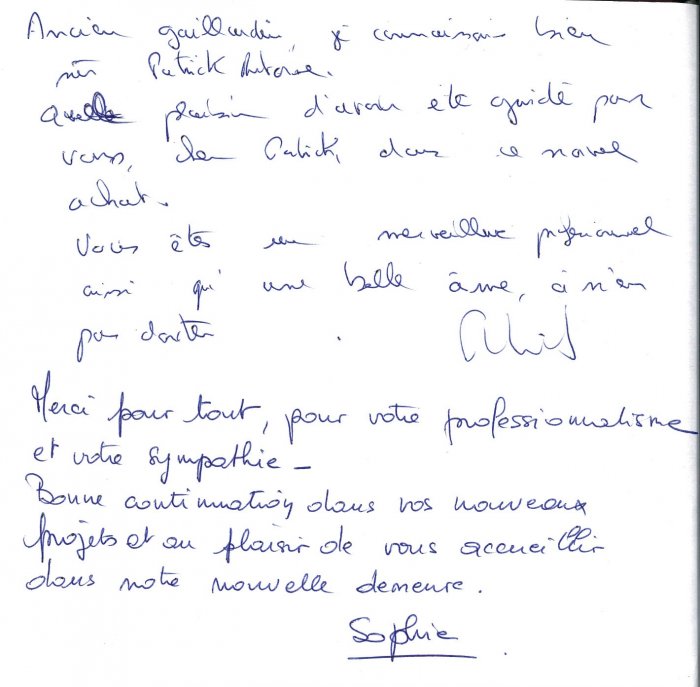 Ancien gaillardin, je connaissais bien
Mr Patrick
quel plaisir d'avoir été guidé par
vous, cher Patrick, dans ce nouvel
achat.
Vous êtes un merveilleux professionnel
ainsi qu'une belle âme, à n'en
pas douter
Merci pour tout, pour votre professionnalisme
et votre sympathie -
Bonne continuation dans vos nouveaux
projets et au plaisir de vous accueillir
dans notre nouvelle demeure.
Sophie